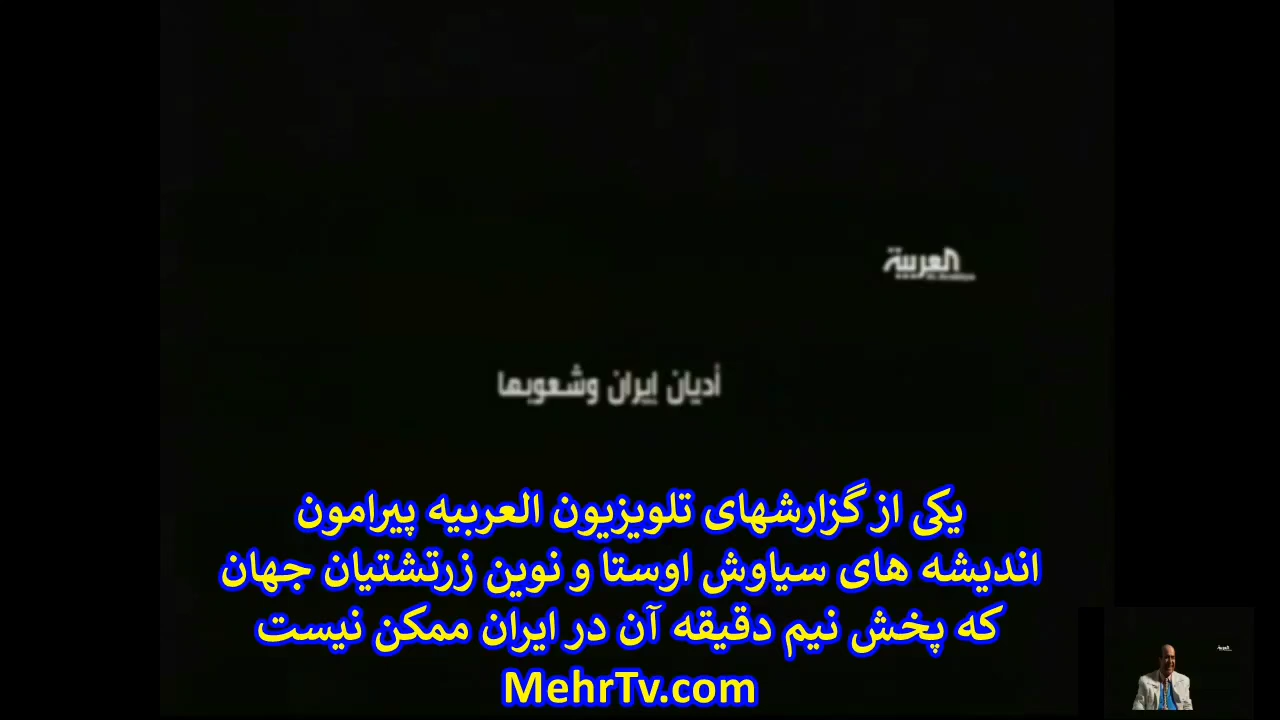 العربية
أديان إيران وشعوبها
یکی از گزارشهای تلویزیون العربیه پیرامون
اندیشه های سیاوش اوستا و نوین زرتشتیان جهان
که پخش نیم دقیقه آن در ایران ممکن نیست
MehrTv.com